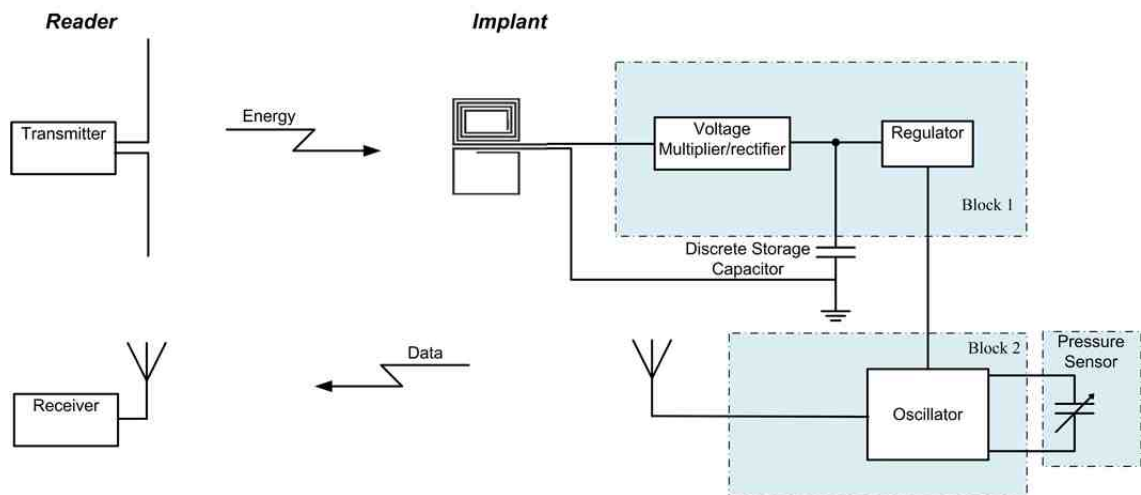 Reader
Implant
Transmitter
Energy
Voltage
Multiplier/rectifier
Regulator
Block 1
Discrete Storage
Capacitor
Block 2
Pressure
Sensor
Data
Receiver
Oscillator